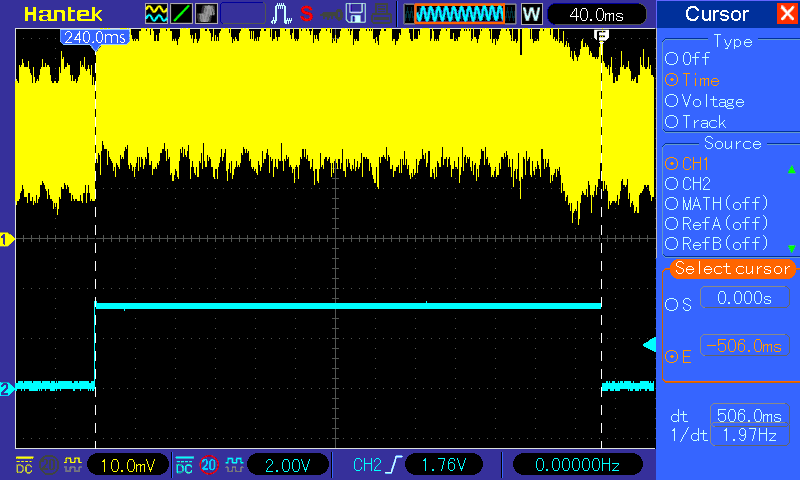 Hantek
S
W
40.0ms
Cursor
240.0ms
Type
Off
Time
Voltage
Track
Source
CH1
CH2
MATH(off)
RefA(off)
RefB(off)
Select cursor
S 0.000s
E -506.0ms
dt 506.0ms
1/dt 1.97Hz
1
2
DC 20 10.0mV DC 20 2.00V CH2 1.76V 0.00000Hz